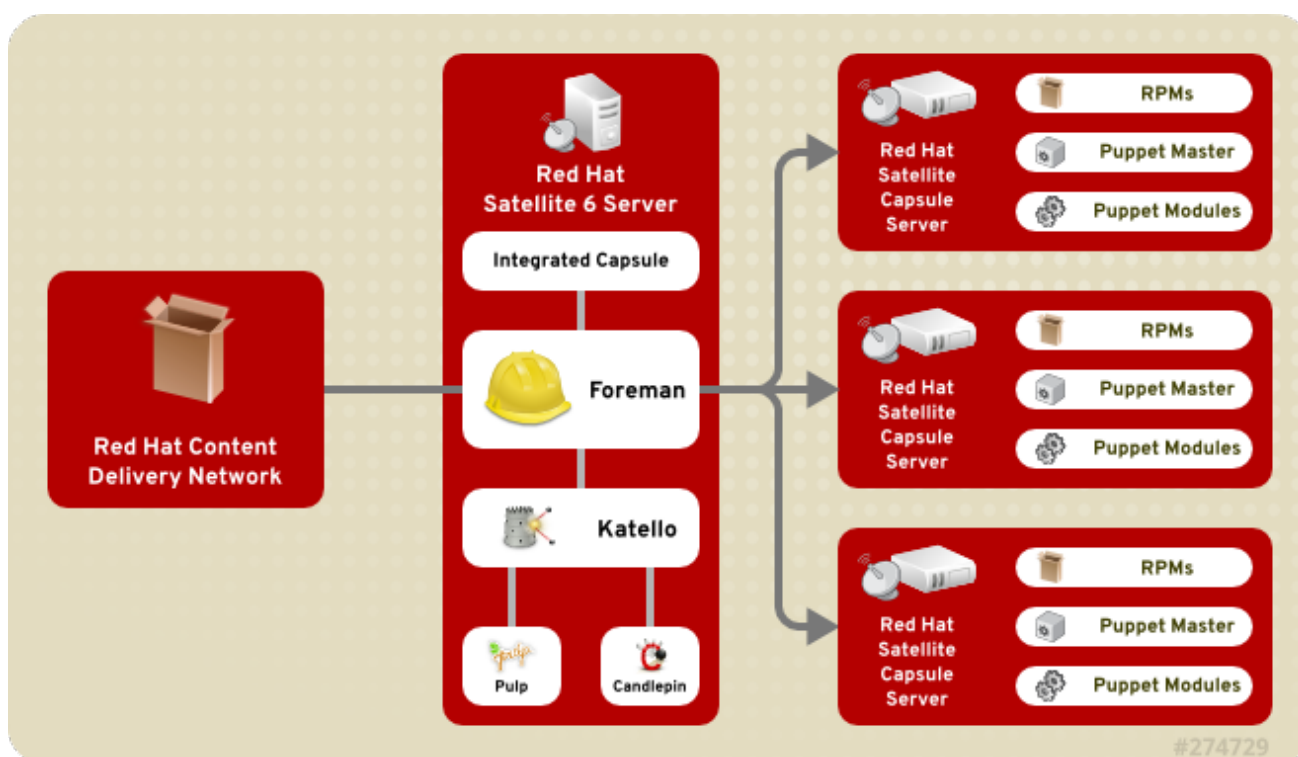 Red Hat Content
Delivery Network
Red Hat
Satellite 6 Server
Integrated Capsule
Foreman
Katello
pulp
Pulp
Candlepin
Red Hat
Satellite
Capsule
Server
RPMs
Puppet Master
Puppet Modules
Red Hat
Satellite
Capsule
Server
RPMs
Puppet Master
Puppet Modules
Red Hat
Satellite
Capsule
Server
RPMs
Puppet Master
Puppet Modules
#274729